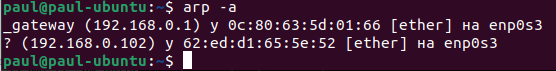 paul@paul-ubuntu:~$ arp -a
_gateway (192.168.0.1) у 0c:80:63:5d:01:66 [ether] на enp0s3
? (192.168.0.102) у 62:ed:d1:65:5e:52 [ether] на enp0s3
paul@paul-ubuntu:~$